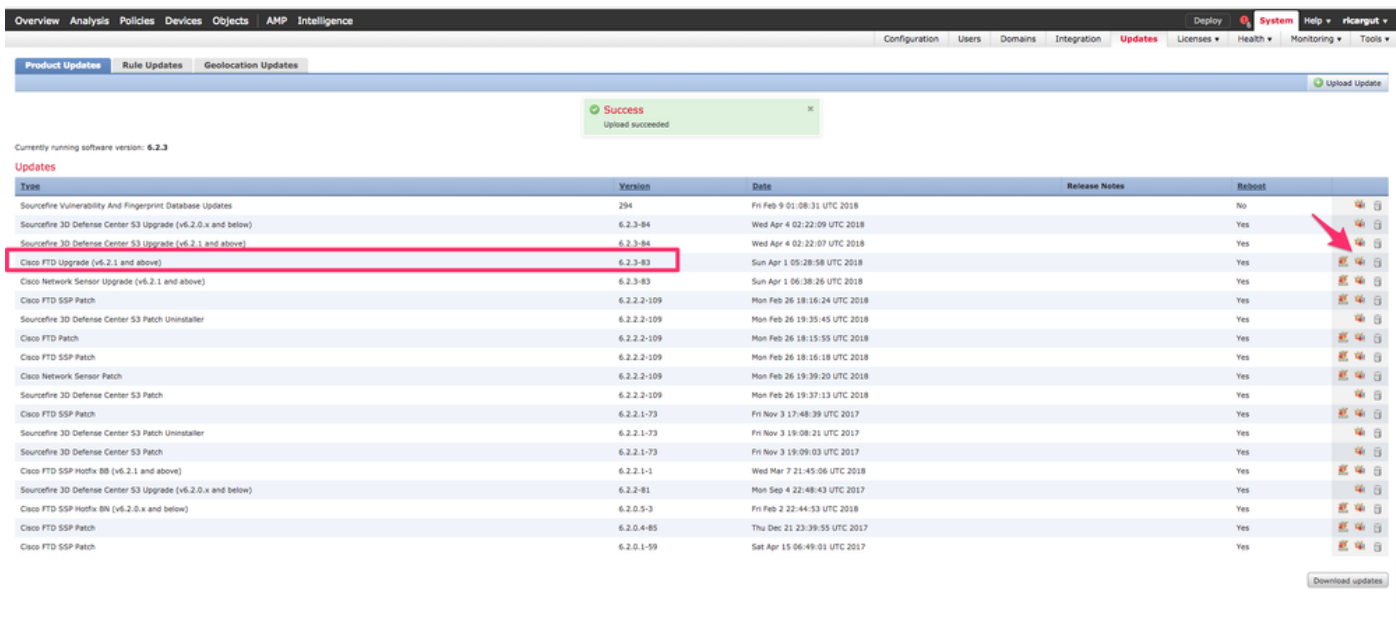 Overview Analysis Policies Devices Objects AMP Intelligence Deploy System Help ricargut
Configuration Users Domains Integration Updates Licenses Health Monitoring Tools
Product Updates Rule Updates Geolocation Updates
Upload Update
Success
Upload succeeded
Currently running software version: 6.2.3
Updates
Type Version Date Release Notes Reboot
Sourcefire Vulnerability And Fingerprint Database Updates 294 Fri Feb 9 01:08:31 UTC 2018 No
Sourcefire 3D Defense Center S3 Upgrade (v6.2.0.x and below) 6.2.3-84 Wed Apr 4 02:22:09 UTC 2018 Yes
Sourcefire 3D Defense Center S3 Upgrade (v6.2.1 and above) 6.2.3-84 Wed Apr 4 02:22:07 UTC 2018 Yes
Cisco FTD Upgrade (v6.2.1 and above) 6.2.3-83 Sun Apr 1 05:28:58 UTC 2018 Yes
Cisco Network Sensor Upgrade (v6.2.1 and above) 6.2.3-83 Sun Apr 1 06:38:26 UTC 2018 Yes
Cisco FTD SSP Patch 6.2.2.2-109 Mon Feb 26 18:16:24 UTC 2018 Yes
Sourcefire 3D Defense Center S3 Patch Uninstaller 6.2.2.2-109 Mon Feb 26 19:35:45 UTC 2018 Yes
Cisco FTD Patch 6.2.2.2-109 Mon Feb 26 18:15:55 UTC 2018 Yes
Cisco FTD SSP Patch 6.2.2.2-109 Mon Feb 26 18:16:18 UTC 2018 Yes
Cisco Network Sensor Patch 6.2.2.2-109 Mon Feb 26 19:39:20 UTC 2018 Yes
Sourcefire 3D Defense Center S3 Patch 6.2.2.2-109 Mon Feb 26 19:37:13 UTC 2018 Yes
Cisco FTD SSP Patch 6.2.2.1-73 Fri Nov 3 17:48:39 UTC 2017 Yes
Sourcefire 3D Defense Center S3 Patch Uninstaller 6.2.2.1-73 Fri Nov 3 19:08:21 UTC 2017 Yes
Sourcefire 3D Defense Center S3 Patch 6.2.2.1-73 Fri Nov 3 19:09:03 UTC 2017 Yes
Cisco FTD SSP Hotfix BB (v6.2.1 and above) 6.2.2.1-1 Wed Mar 7 21:45:06 UTC 2018 Yes
Sourcefire 3D Defense Center S3 Upgrade (v6.2.0.x and below) 6.2.2-81 Mon Sep 4 22:48:43 UTC 2017 Yes
Cisco FTD SSP Hotfix BN (v6.2.0.x and below) 6.2.0.5-3 Fri Feb 2 22:44:53 UTC 2018 Yes
Cisco FTD SSP Patch 6.2.0.4-85 Thu Dec 21 23:39:55 UTC 2017 Yes
Cisco FTD SSP Patch 6.2.0.1-59 Sat Apr 15 06:49:01 UTC 2017 Yes
Download updates